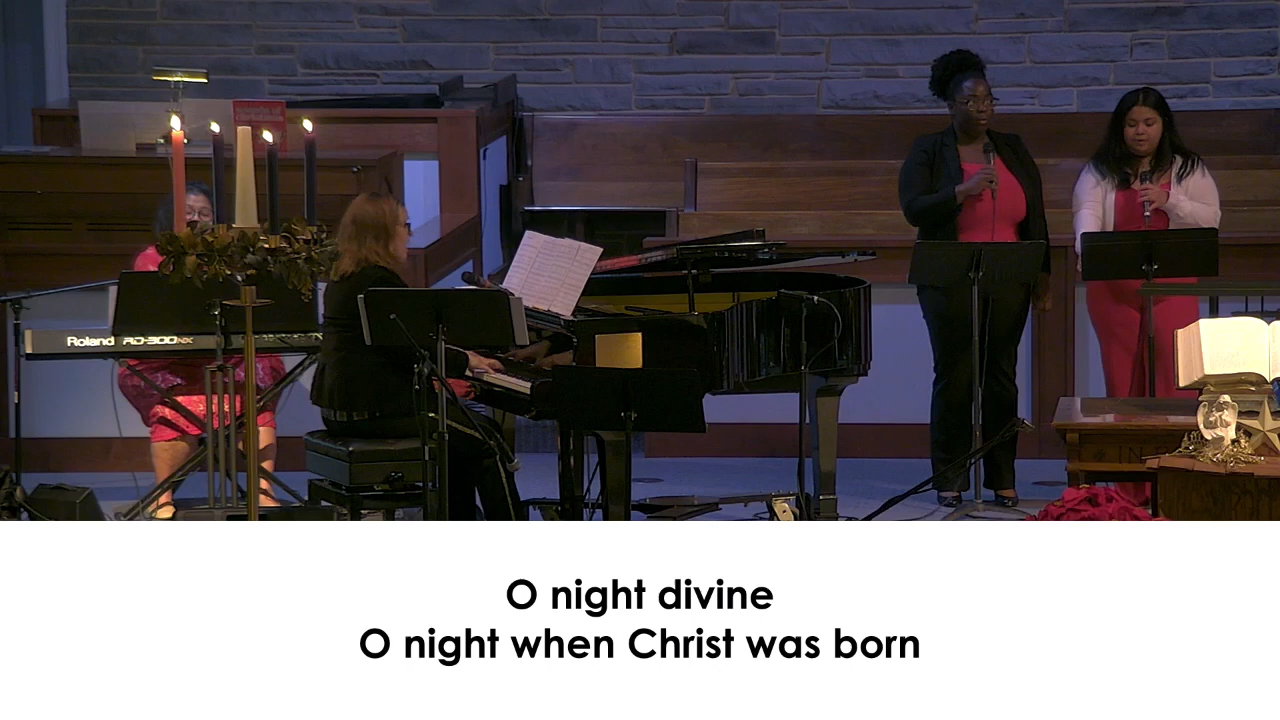 Roland RD-300NX
O night divine
O night when Christ was born